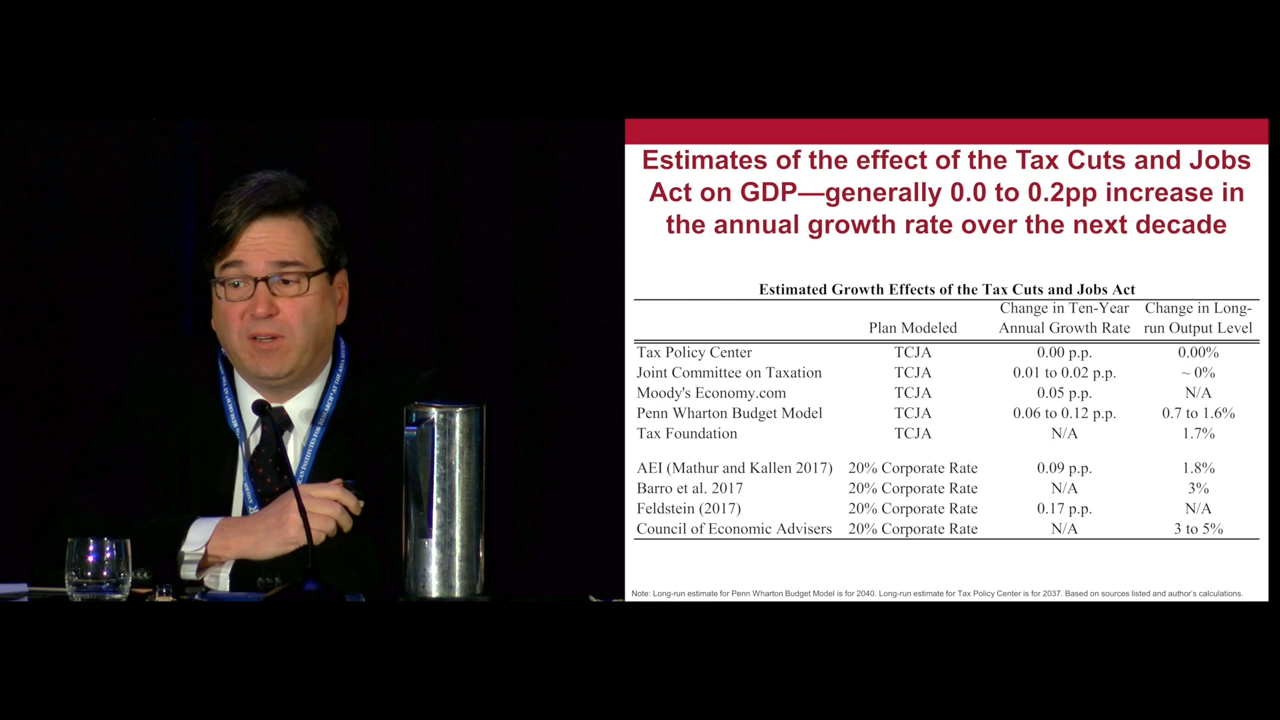 Estimates of the effect of the Tax Cuts and Jobs
Act on GDP—generally 0.0 to 0.2pp increase in
the annual growth rate over the next decade
Estimated Growth Effects of the Tax Cuts and Jobs Act
Plan Modeled Change in Ten-Year Annual Growth Rate Change in Long-run Output Level
Tax Policy Center TCJA 0.00 p.p. 0.00%
Joint Committee on Taxation TCJA 0.01 to 0.02 p.p. ~ 0%
Moody's Economy.com TCJA 0.05 p.p. N/A
Penn Wharton Budget Model TCJA 0.06 to 0.12 p.p. 0.7 to 1.6%
Tax Foundation TCJA N/A 1.7%
AEI (Mathur and Kallen 2017) 20% Corporate Rate 0.09 p.p. 1.8%
Barro et al. 2017 20% Corporate Rate N/A 3%
Feldstein (2017) 20% Corporate Rate 0.17 p.p. N/A
Council of Economic Advisers 20% Corporate Rate N/A 3 to 5%
Note: Long-run estimate for Penn Wharton Budget Model is for 2040. Long-run estimate for Tax Policy Center is for 2037. Based on sources listed and author's calculations.